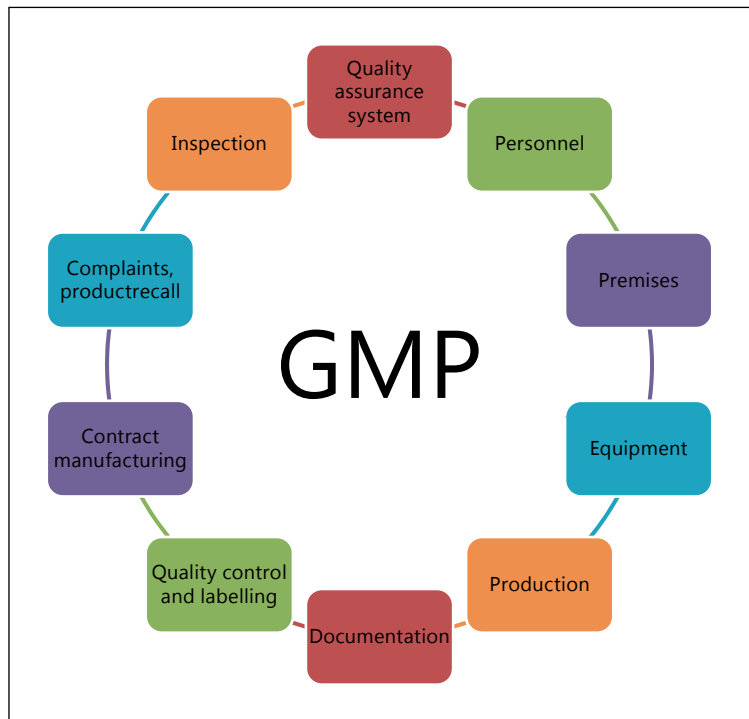 Quality
assurance
system
Personnel
Premises
Equipment
Production
Documentation
Quality control
and labelling
Contract
manufacturing
Complaints,
productrecall
Inspection
GMP